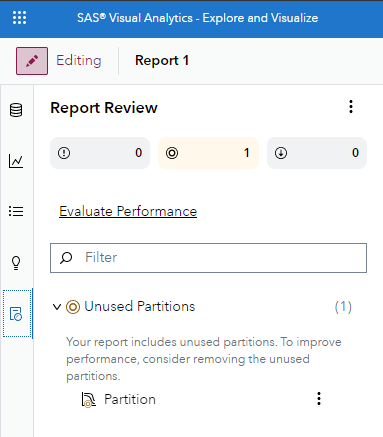 SAS® Visual Analytics - Explore and Visualize
Editing
Report 1
Report Review
0
1
0
Evaluate Performance
Filter
Unused Partitions (1)
Your report includes unused partitions. To improve
performance, consider removing the unused
partitions.
Partition